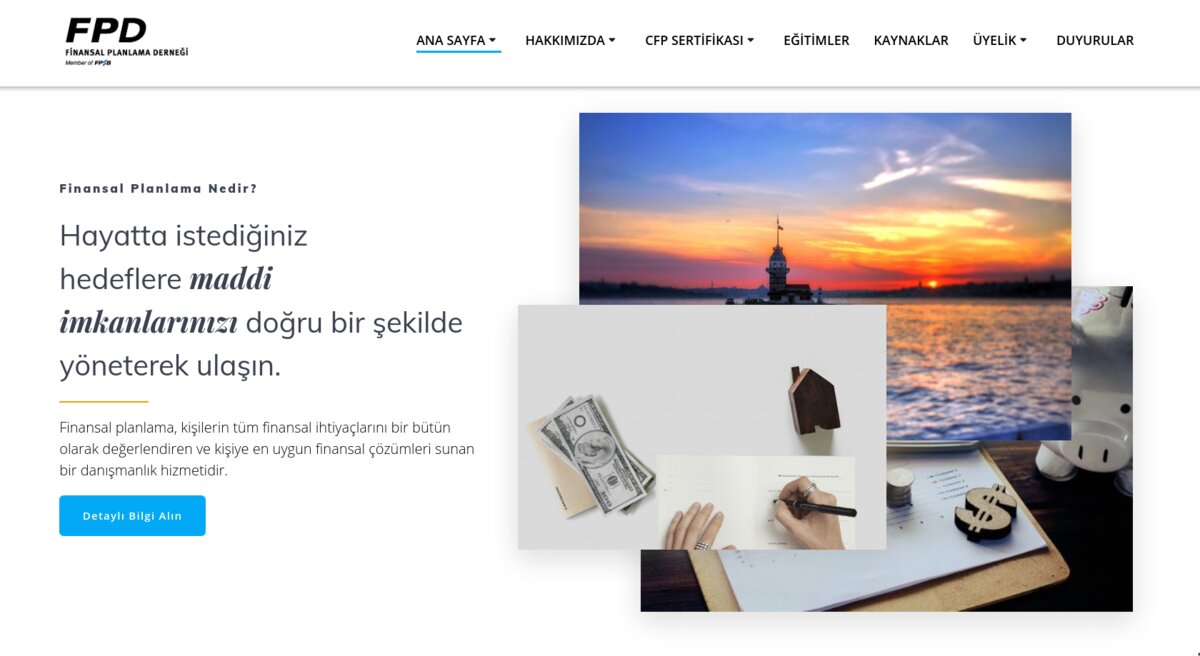 FPD
FİNANSAL PLANLAMA DERNEĞİ
Member of FPSB
ANA SAYFA
HAKKIMIZDA
CFP SERTİFİKASI
EĞİTİMLER
KAYNAKLAR
ÜYELİK
DUYURULAR
Finansal Planlama Nedir?
Hayatta istediğiniz
hedeflere maddi
imkanlarınızı doğru bir şekilde
yöneterek ulaşın.
Finansal planlama, kişilerin tüm finansal ihtiyaçlarını bir bütün
olarak değerlendiren ve kişiye en uygun finansal çözümleri sunan
bir danışmanlık hizmetidir.
Detaylı Bilgi Alın